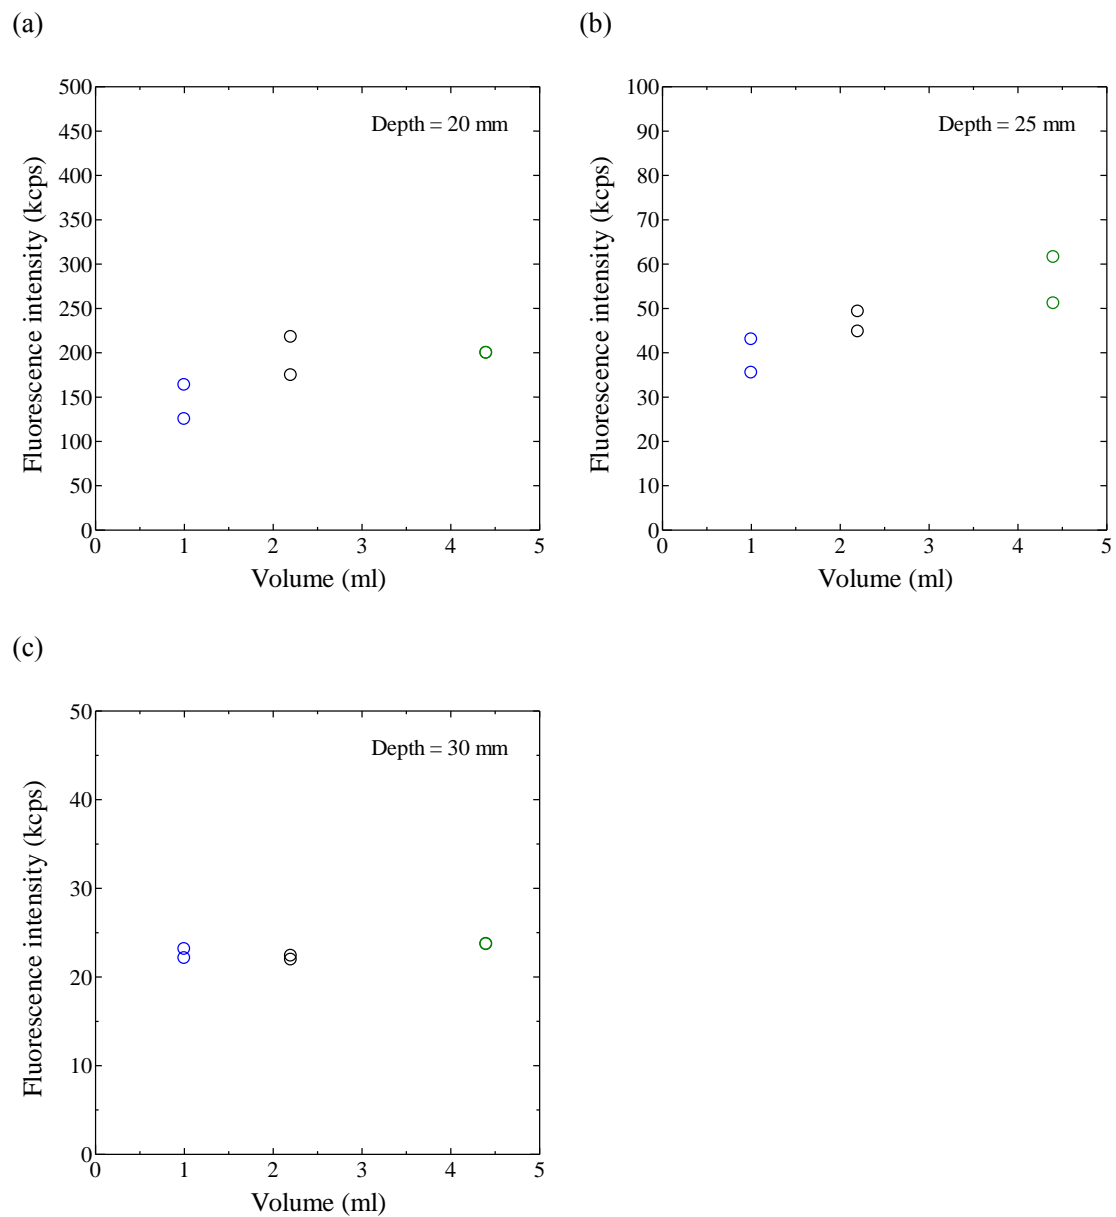 (a)
Depth = 20 mm
Fluorescence intensity (kcps)
500
450
400
350
300
250
200
150
100
50
0
0 1 2 3 4 5
Volume (ml)
(b)
Depth = 25 mm
Fluorescence intensity (kcps)
100
90
80
70
60
50
40
30
20
10
0
0 1 2 3 4 5
Volume (ml)
(c)
Depth = 30 mm
Fluorescence intensity (kcps)
50
40
30
20
10
0
0 1 2 3 4 5
Volume (ml)